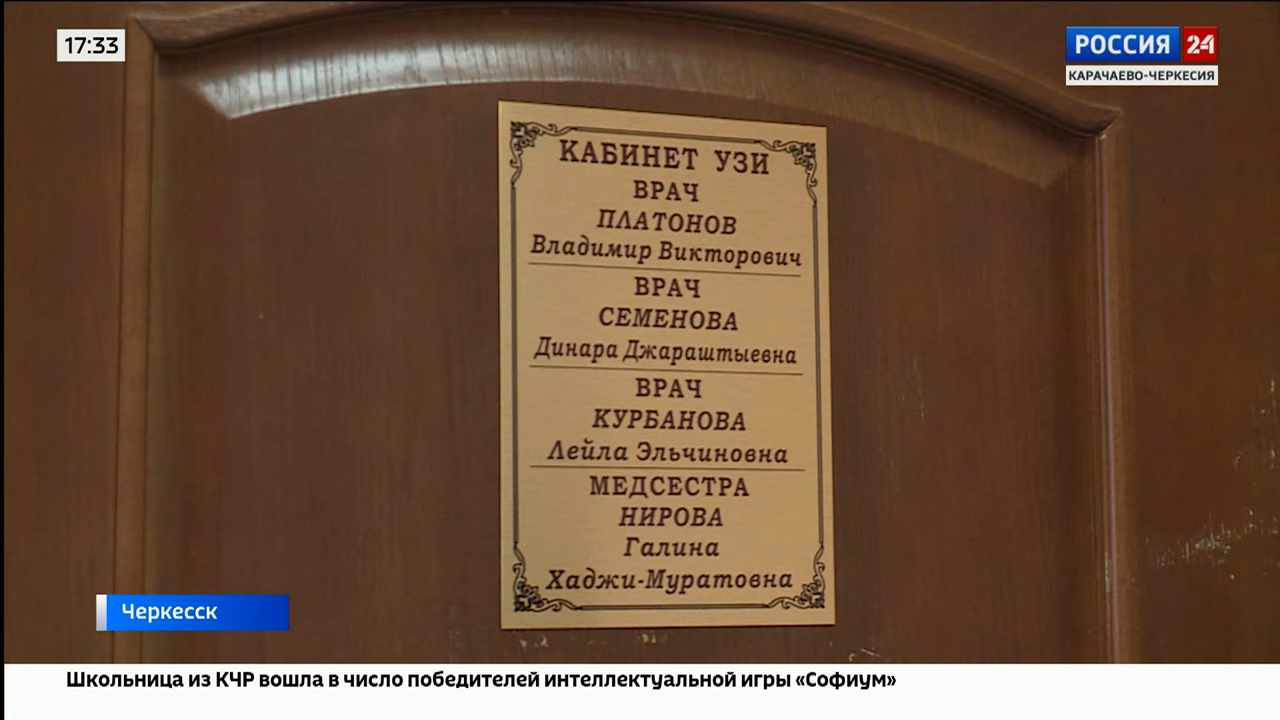 17:33
РОССИЯ 24
КАРАЧАЕВО-ЧЕРКЕСИЯ
КАБИНЕТ УЗИ
ВРАЧ
ПЛАТОНОВ
Владимир Викторович
ВРАЧ
СЕМЕНОВА
Динара Джараштыевна
ВРАЧ
КУРБАНОВА
Лейла Эльчиновна
МЕДСЕСТРА
НИРОВА
Галина
Хаджи-Муратовна
Черкесск
Школьница из КЧР вошла в число победителей интеллектуальной игры «Софиум»